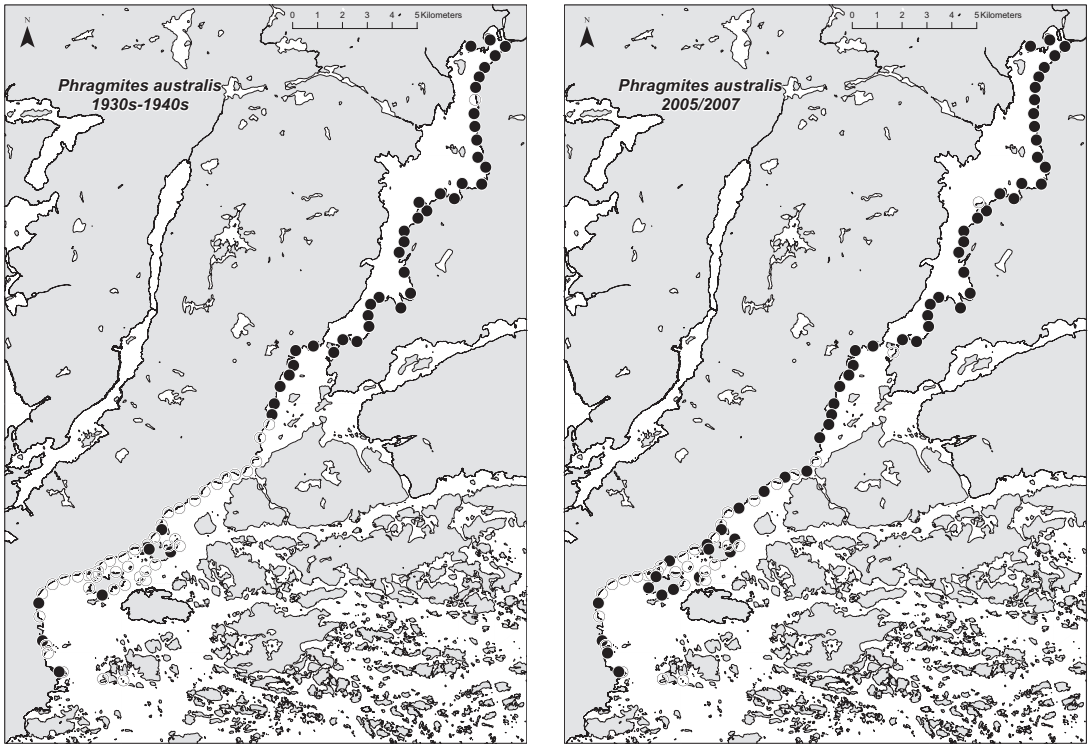 N
0 1 2 3 4 5 Kilometers
Phragmites australis
1930s-1940s
N
0 1 2 3 4 5 Kilometers
Phragmites australis
2005/2007